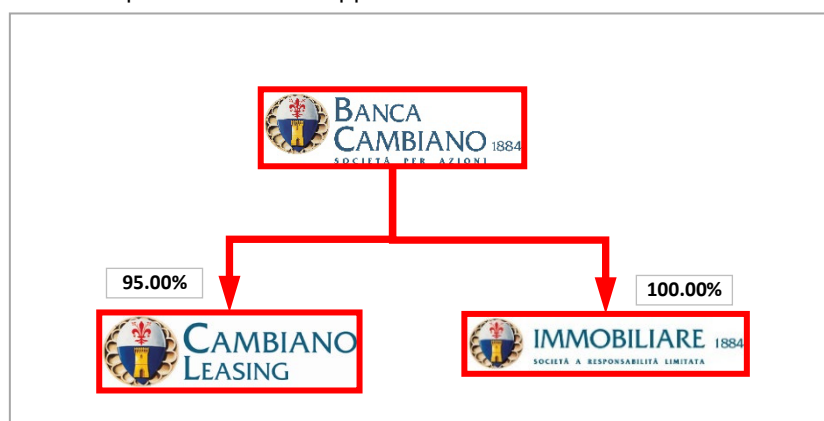 BANCA
CAMBIANO 1884
SOCIETÀ PER AZIONI
95.00%
100.00%
CAMBIANO
LEASING
IMMOBILIARE 1884
SOCIETÀ A RESPONSABILITÀ LIMITATA